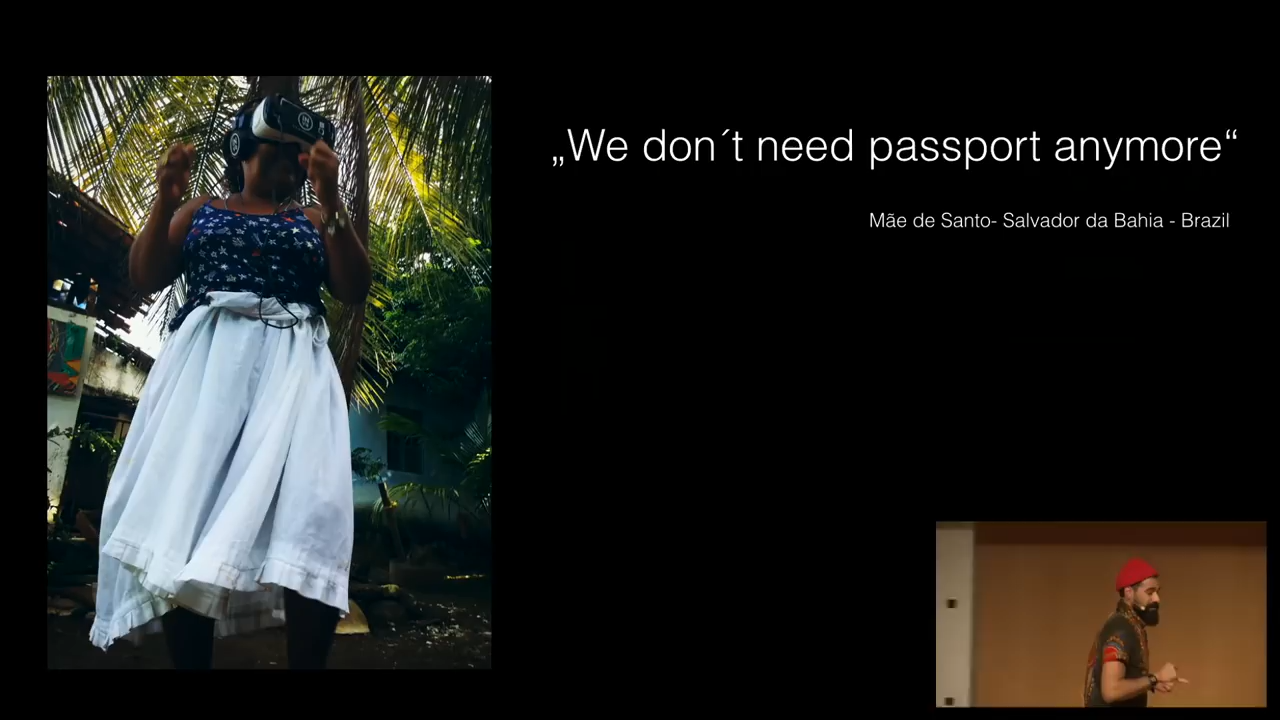 „We don´t need passport anymore“
Mãe de Santo- Salvador da Bahia - Brazil